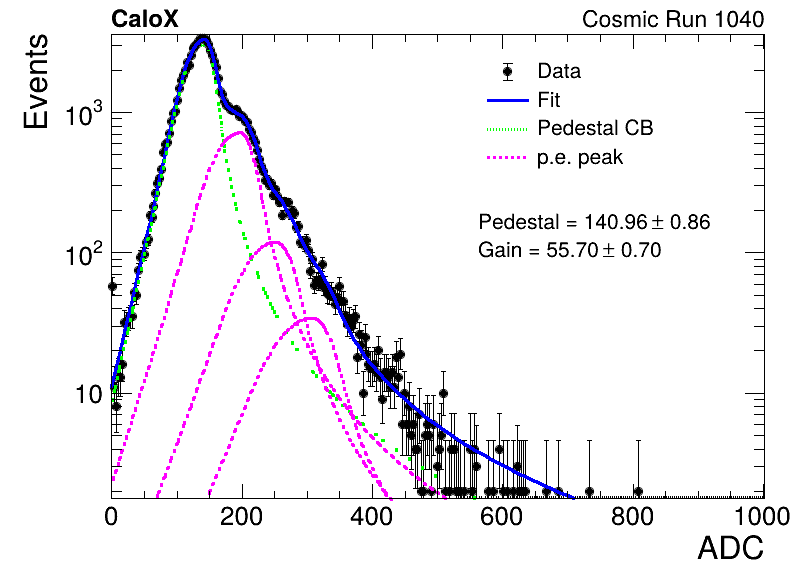 CaloX
Cosmic Run 1040
Events
Data
Fit
Pedestal CB
p.e. peak
Pedestal = 140.96 ± 0.86
Gain = 55.70 ± 0.70
10³
10²
10
0 200 400 600 800 1000
ADC